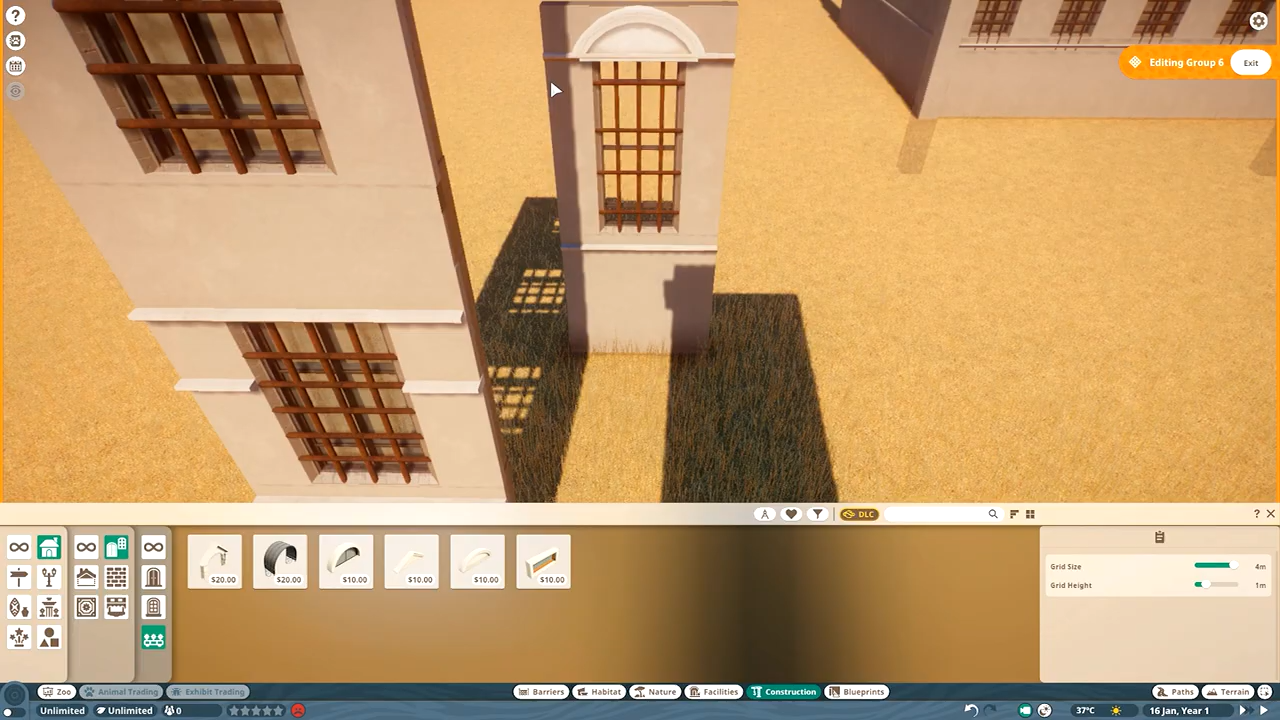 ?
Editing Group 6
Exit
DLC
? ×
$20.00
$20.00
$10.00
$10.00
$10.00
$10.00
Grid Size 4m
Grid Height 1m
Zoo Animal Trading Exhibit Trading Barriers Habitat Nature Facilities Construction Blueprints Paths Terrain
Unlimited Unlimited 0 37°C 16 Jan, Year 1